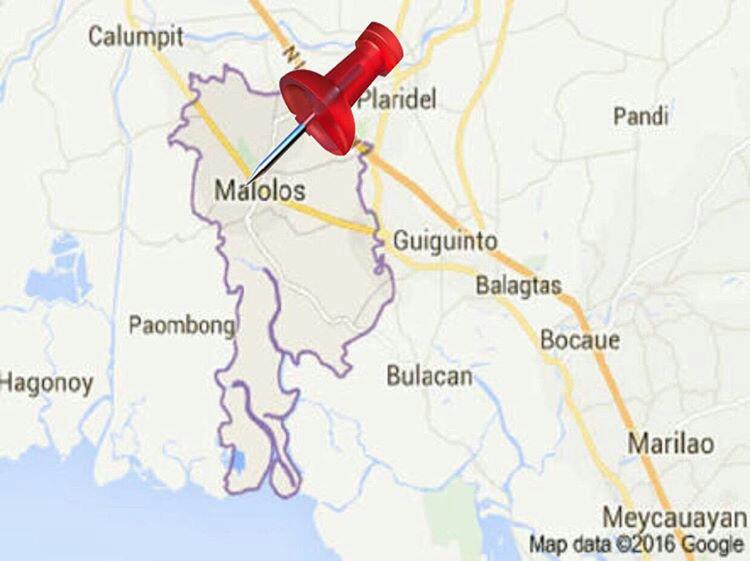 Calumpit
Plaridel
Pandi
Malolos
Guiguinto
Balagtas
Paombong
Bocaue
Hagonoy
Bulacan
Marilao
Meycauayan
Map data ©2016 Google